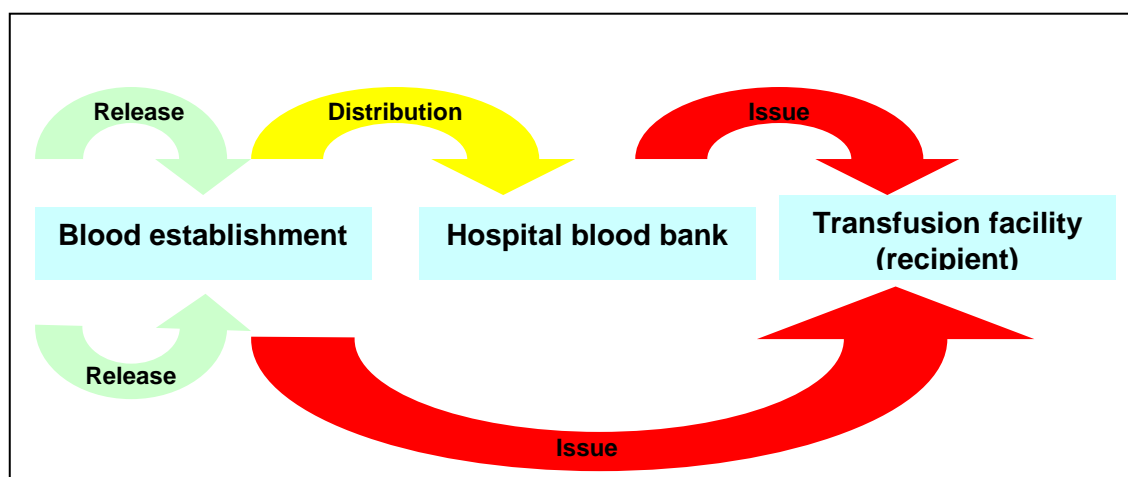 Release
Distribution
Issue
Blood establishment
Hospital blood bank
Transfusion facility
(recipient)
Release
Issue